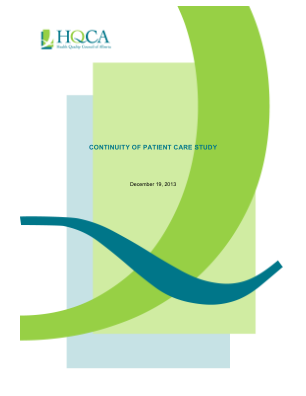 HQCA
Health Quality Council of Alberta
CONTINUITY OF PATIENT CARE STUDY
December 19, 2013